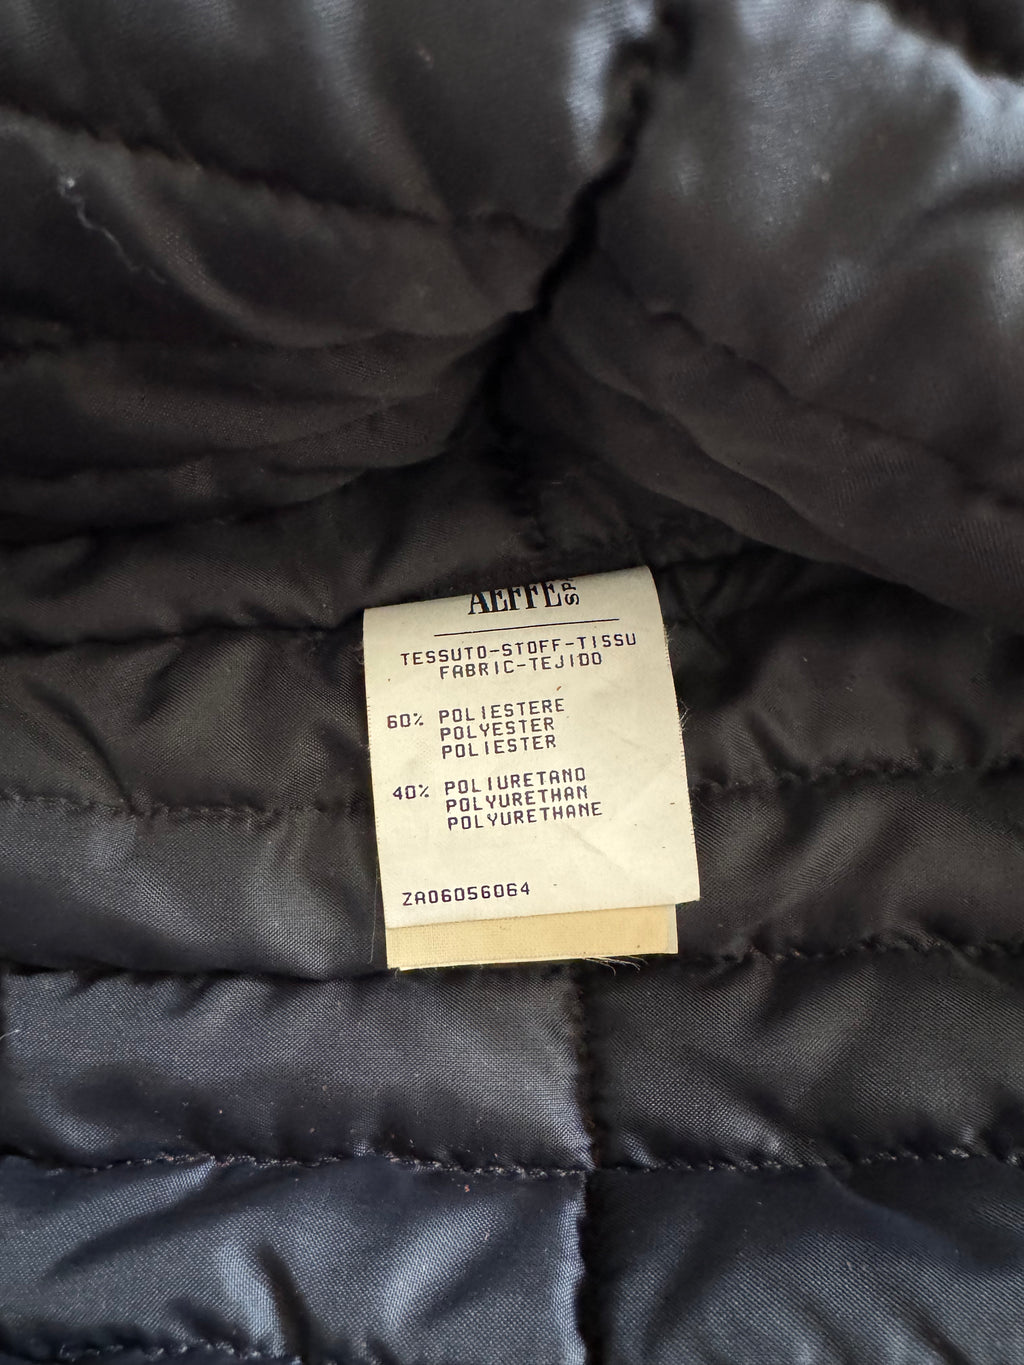 AEFFE SPA
TESSUTO-STOFF-TISSU
FABRIC-TEJIDO
60% POLIESTERE
POLYESTER
POLIESTER
40% POLIURETANO
POLYURETHAN
POLYURETHANE
ZA06056064